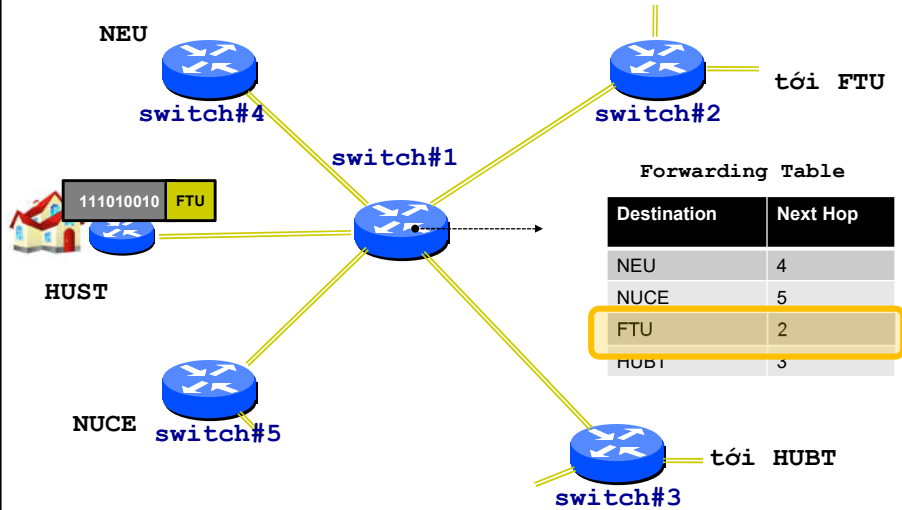 NEU
switch#4
tới FTU
switch#2
switch#1
111010010 FTU
HUST
NUCE
switch#5
tới HUBT
switch#3
Forwarding Table
Destination Next Hop
NEU 4
NUCE 5
FTU 2
HUBT 3